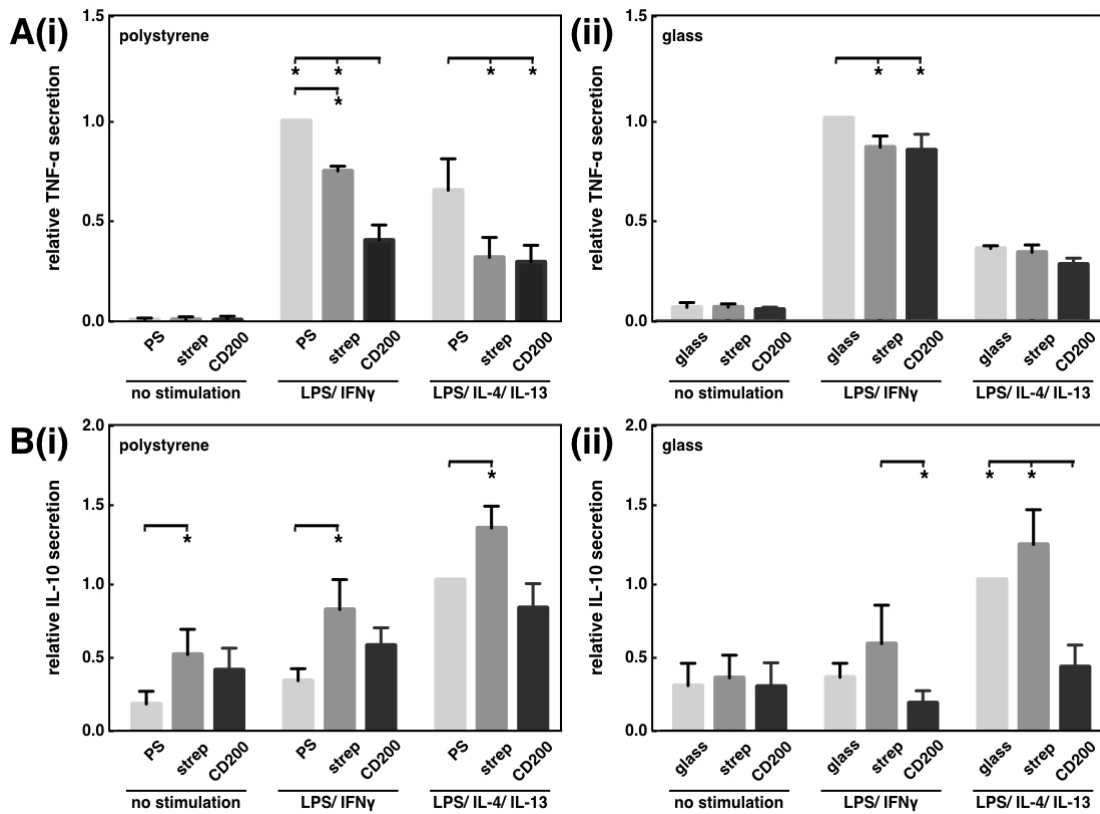 A(i)
polystyrene
relative TNF-α secretion
1.5
1.0
0.5
0.0
* * * * *
*
PS strep CD200 PS strep CD200 PS strep CD200
no stimulation LPS/ IFNγ LPS/ IL-4/ IL-13
(ii)
glass
relative TNF-α secretion
1.5
1.0
0.5
0.0
* *
glass strep CD200 glass strep CD200 glass strep CD200
no stimulation LPS/ IFNγ LPS/ IL-4/ IL-13
B(i)
polystyrene
relative IL-10 secretion
2.0
1.5
1.0
0.5
0.0
*
* *
PS strep CD200 PS strep CD200 PS strep CD200
no stimulation LPS/ IFNγ LPS/ IL-4/ IL-13
(ii)
glass
relative IL-10 secretion
2.0
1.5
1.0
0.5
0.0
* * *
glass strep CD200 glass strep CD200 glass strep CD200
no stimulation LPS/ IFNγ LPS/ IL-4/ IL-13